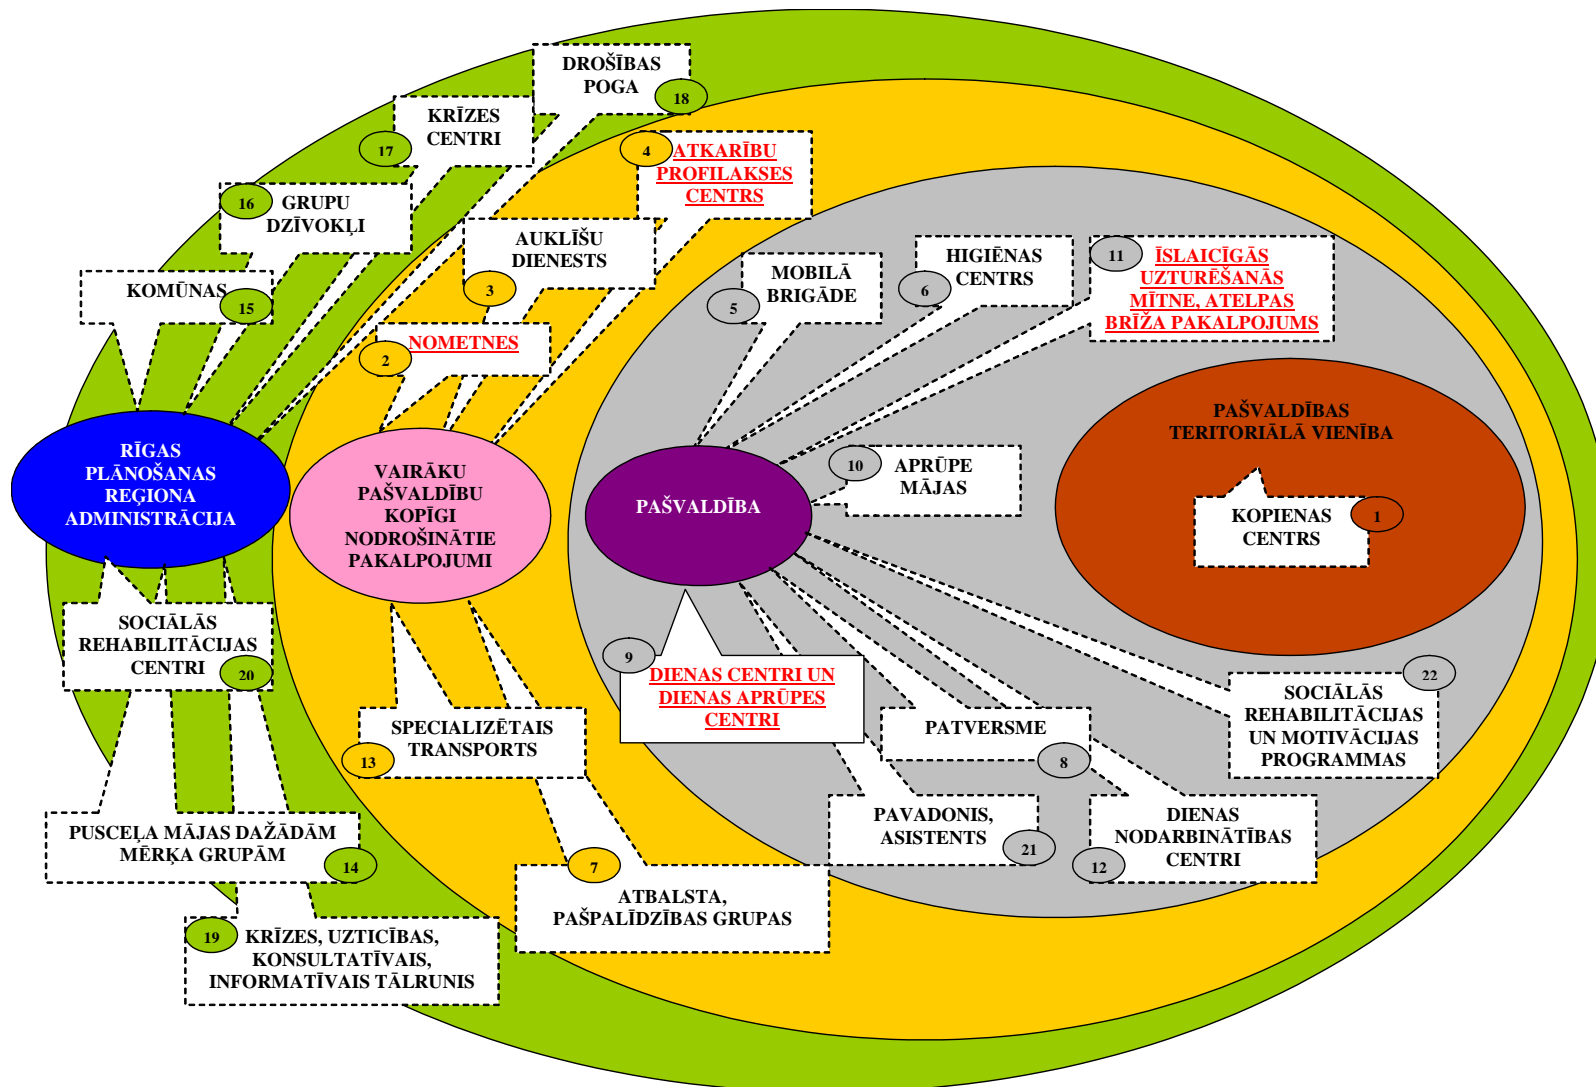 DROŠĪBAS
POGA
18
KRĪZES
CENTRI
17
4
ATKARĪBU
PROFILAKSES
CENTRS
16
GRUPU
DZĪVOKĻI
AUKLĪŠU
DIENESTS
3
KOMŪNAS
15
2
NOMETNES
MOBILĀ
BRIGĀDE
5
HIGIĒNAS
CENTRS
6
11
ĪSLAICĪGĀS
UZTURĒŠANĀS
MĪTNE, ATELPAS
BRĪŽA PAKALPOJUMS
RĪGAS
PLĀNOŠANAS
REĢIONA
ADMINISTRĀCIJA
VAIRĀKU
PAŠVALDĪBU
KOPĪGI
NODROŠINĀTIE
PAKALPOJUMI
PAŠVALDĪBA
10
APRŪPE
MĀJAS
PAŠVALDĪBAS
TERITORIĀLĀ VIENĪBA
KOPIENAS
CENTRS
1
SOCIĀLĀS
REHABILITĀCIJAS
CENTRI
20
9
DIENAS CENTRI UN
DIENAS APRŪPES
CENTRI
22
SOCIĀLĀS
REHABILITĀCIJAS
UN MOTIVĀCIJAS
PROGRAMMAS
SPECIALIZĒTAIS
TRANSPORTS
13
PATVERSME
8
PUSCEĻA MĀJAS DAŽĀDĀM
MĒRĶA GRUPĀM
14
PAVADONIS,
ASISTENTS
21
DIENAS
NODARBINĀTĪBAS
CENTRI
12
7
ATBALSTA,
PAŠPALĪDZĪBAS GRUPAS
19
KRĪZES, UZTICĪBAS,
KONSULTATĪVAIS,
INFORMATĪVAIS TĀLRUNIS